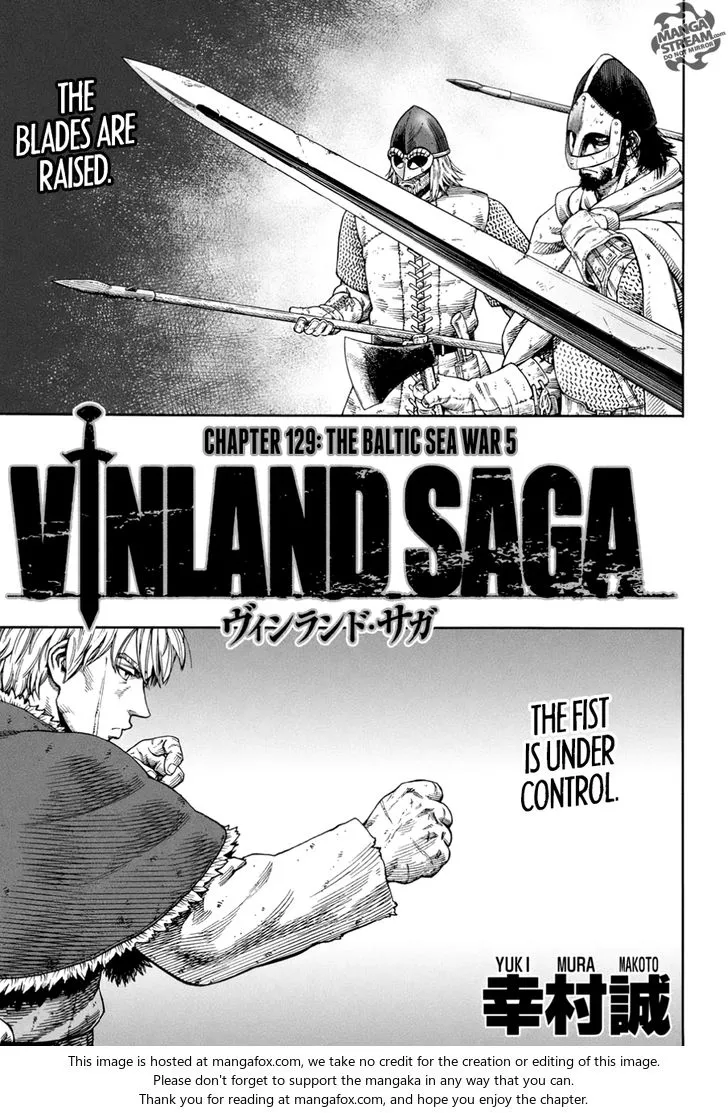 MANGA
STREAM.com
DO NOT MIRROR
THE
BLADES ARE
RAISED.
CHAPTER 129: THE BALTIC SEA WAR 5
VINLAND SAGA
ヴィンランド・サガ
THE FIST
IS UNDER
CONTROL.
YUKI MURA MAKOTO
幸村誠
This image is hosted at mangafox.com, we take no credit for the creation or editing of this image.
Please don't forget to support the mangaka in any way that you can.
Thank you for reading at mangafox.com, and hope you enjoy the chapter.